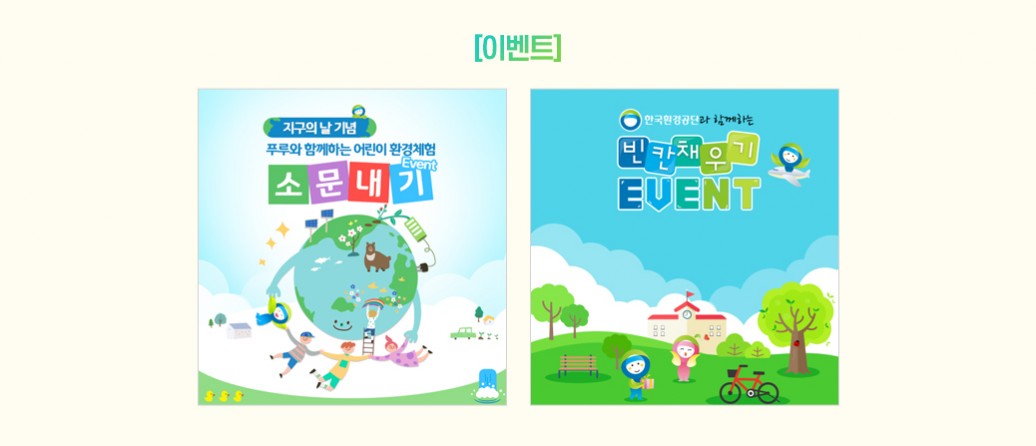 [이벤트]
지구의 날 기념
푸루와 함께하는 어린이 환경체험
소문내기
Event
한국환경공단과 함께하는
빈칸채우기
EVENT